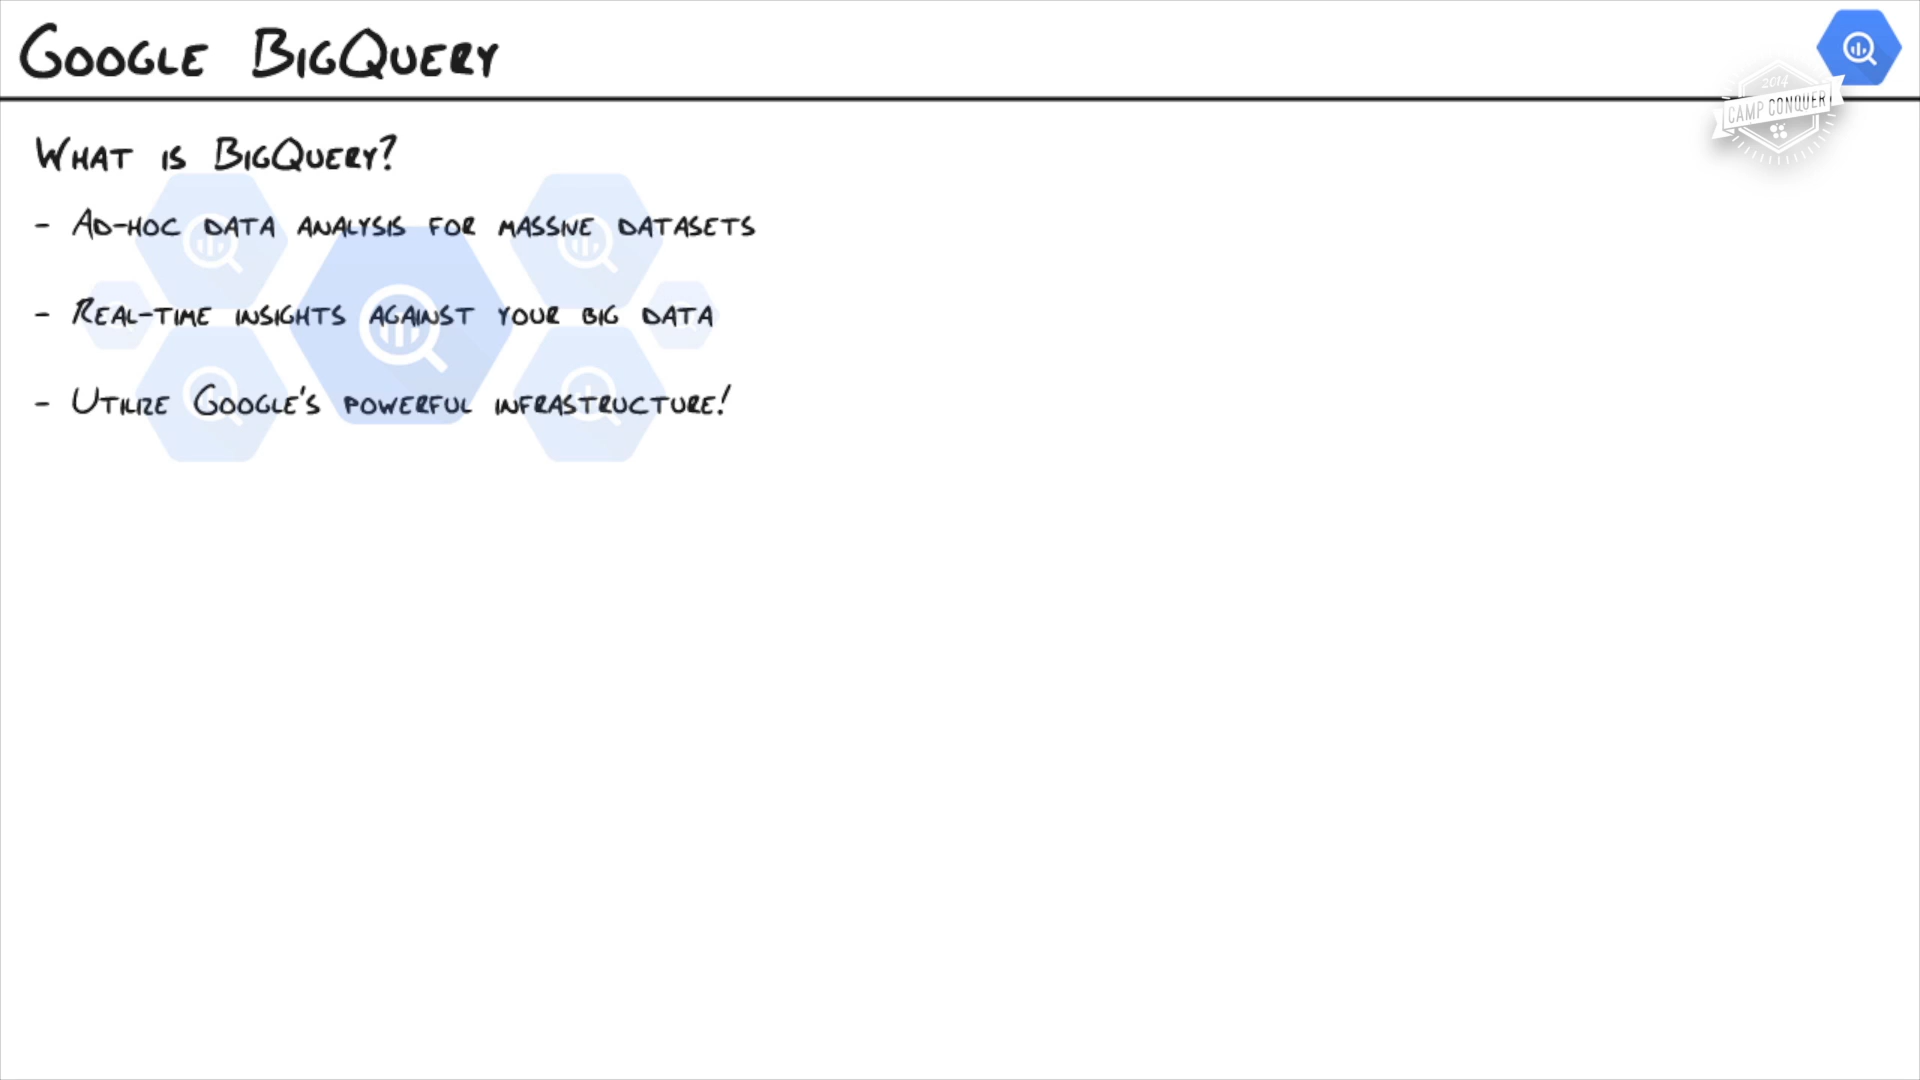 Google BigQuery
2014
CAMP CONQUER
What is BigQuery?
- Ad-hoc data analysis for massive datasets
- Real-time insights against your big data
- Utilize Google's powerful infrastructure!